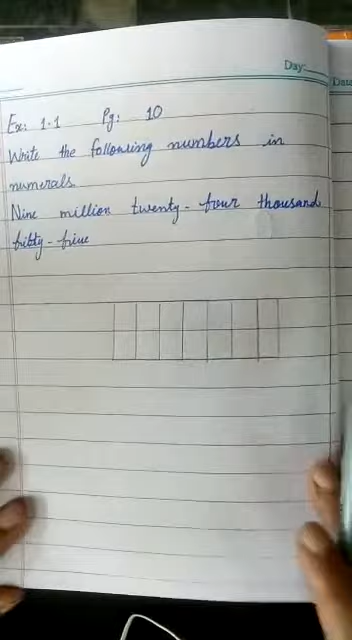 Day:
Date
Ex: 1.1 Pg: 10
Write the following numbers in
numerals.
Nine million twenty-four thousand
fifty-five